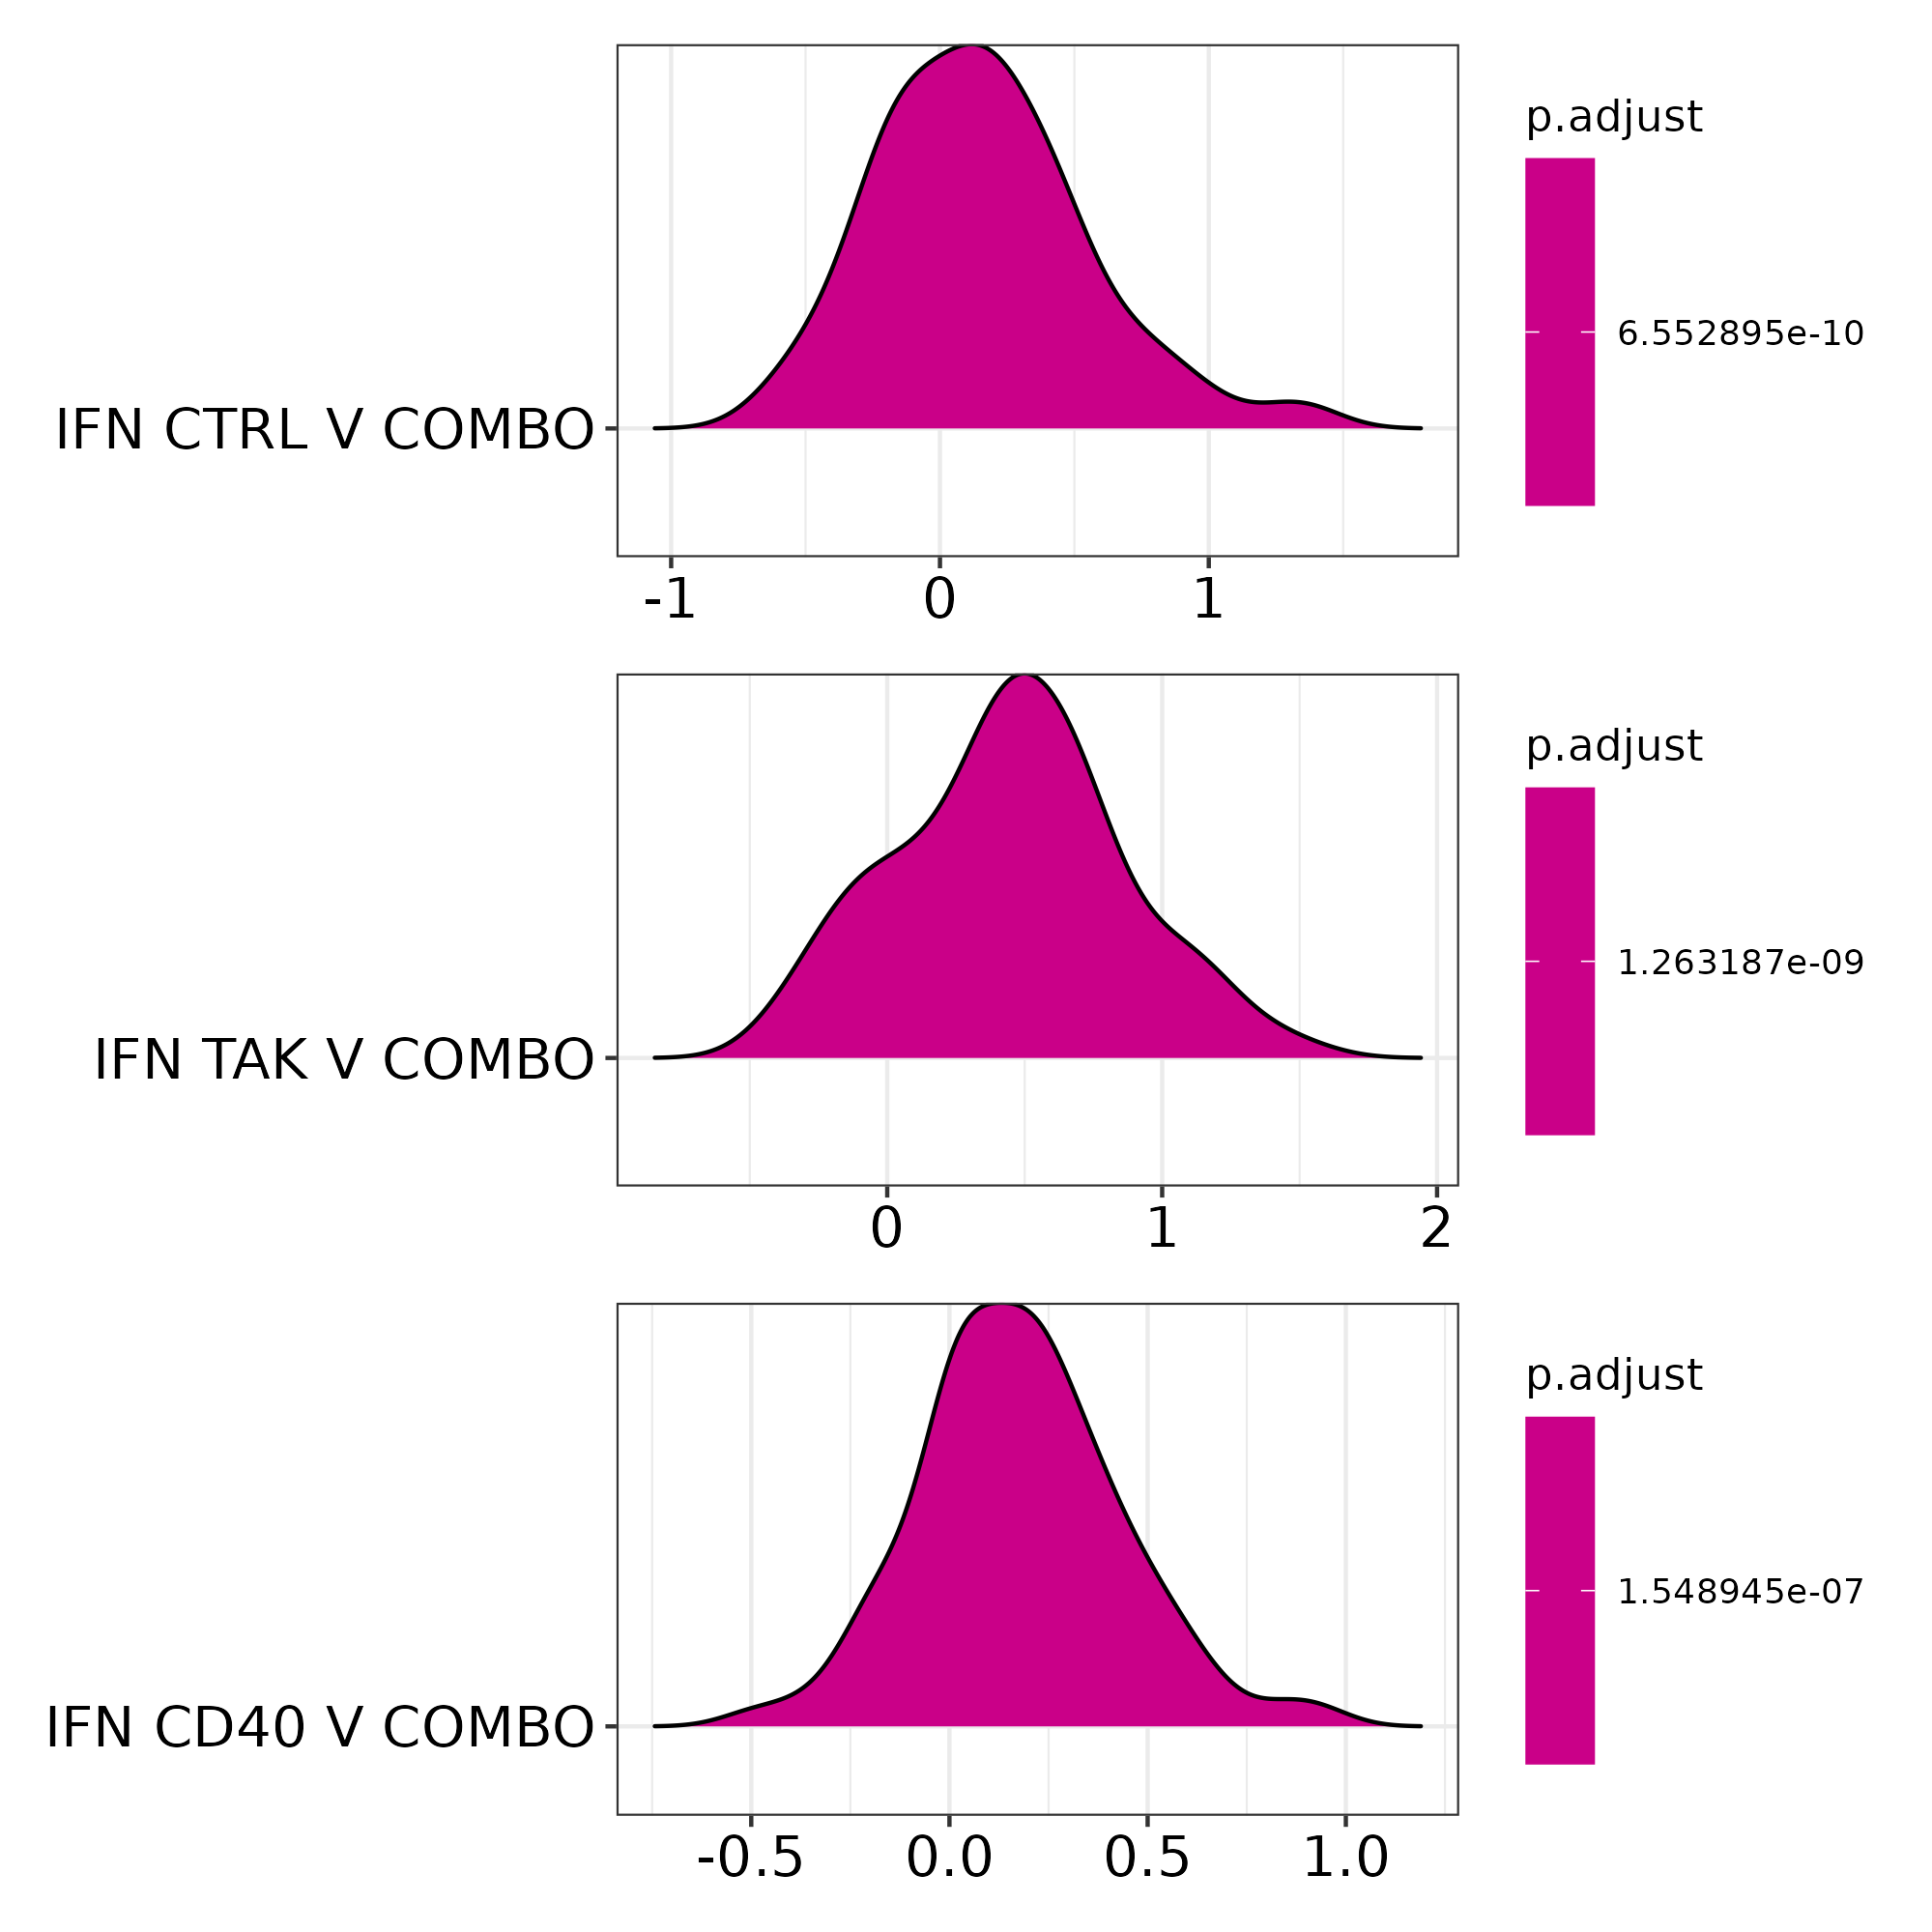 p.adjust
6.552895e-10
IFN CTRL V COMBO
-1 0 1
p.adjust
1.263187e-09
IFN TAK V COMBO
0 1 2
p.adjust
1.548945e-07
IFN CD40 V COMBO
-0.5 0.0 0.5 1.0